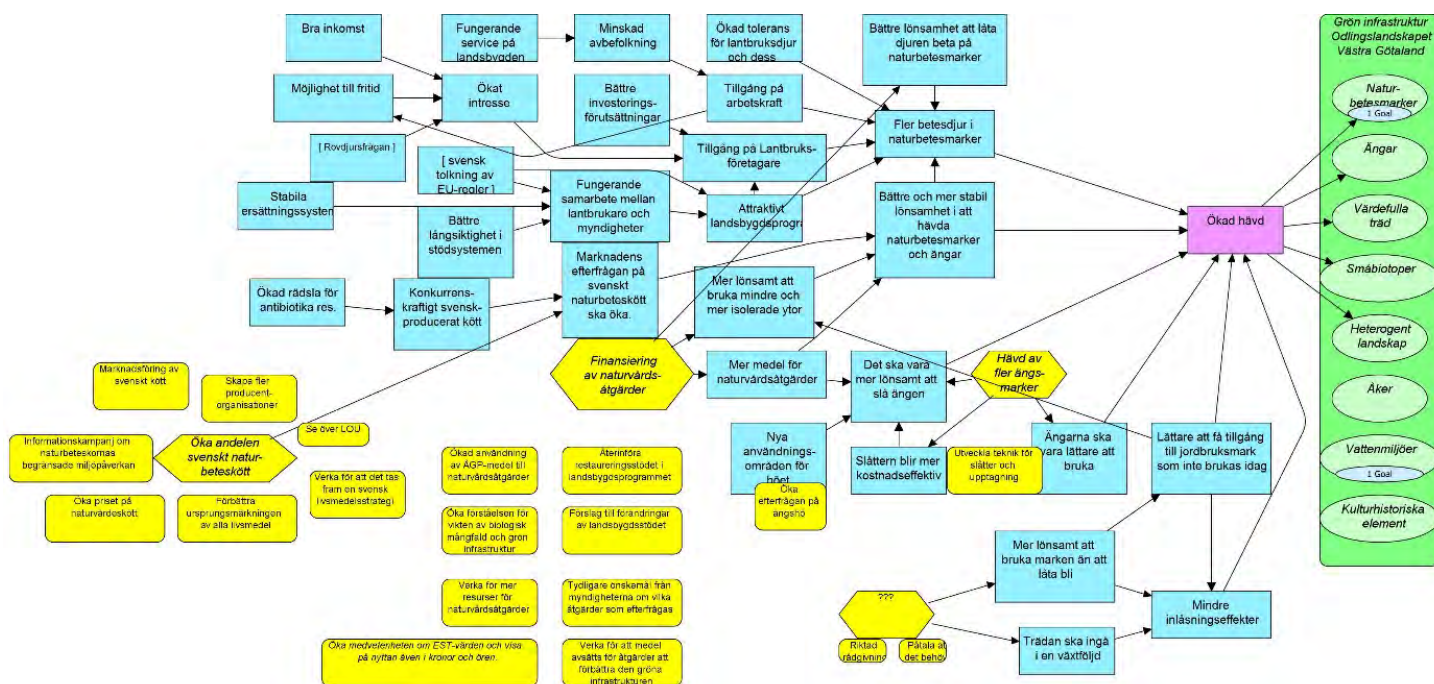 Bra inkomst
Fungerande
service på
landsbygden
Minskad
avbefolkning
Ökad tolerans
för lantbruksdjur
och dess
Bättre lönsamhet att låta
djuren beta på
naturbetesmarker
Grön infrastruktur
Odlingslandskapet
Västra Götaland
Möjlighet till fritid
Ökat
intresse
Bättre
investerings-
förutsättningar
Tillgång på
arbetskraft
Fler betesdjur i
naturbetesmarker
Natur-
betesmarker
1 Goal
[ Rovdjursfrågan ]
[ svensk
tolkning av
EU-regler ]
Tillgång på Lantbruks-
företagare
Ängar
Stabila
ersättningssystem
Fungerande
samarbete mellan
lantbrukare och
myndigheter
Attraktivt
landsbygdsprogra
Bättre och mer stabil
lönsamhet i att
hävda
naturbetesmarker
och ängar
Ökad hävd
Värdefulla
träd
Bättre
långsiktighet i
stödsystemen
Småbiotoper
Ökad rädsla för
antibiotika res.
Konkurrens-
kraftigt svensk-
producerat kött
Marknadens
efterfrågan på
svenskt
naturbeteskött
ska öka.
Mer lönsamt att
bruka mindre och
mer isolerade ytor
Heterogent
landskap
Finansiering
av naturvårds-
åtgärder
Mer medel för
naturvårdsåtgärder
Det ska vara
mer lönsamt att
slå ängen
Hävd av
fler ängs-
marker
Åker
Marknadsföring av
svenskt kött
Skapa fler
producent-
organisationer
Se över LOU
Informationskampanj om
naturbeteskornas
begränsade miljöpåverkan
Öka andelen
svenskt natur-
beteskött
Verka för att det tas
fram en svensk
livsmedelsstrategi
Öka priset på
naturvårdeskött
Förbättra
ursprungsmärkningen
av alla livsmedel
Ökad användning
av ÅGP-medel till
naturvårdsåtgärder
Återinföra
restaureringsstödet i
landsbygdsprogrammet
Nya
användnings-
områden för
höet
Öka
efterfrågan på
ängshö
Slåttern blir mer
kostnadseffektiv
Utveckla teknik för
slåtter och
upptagning
Ängarna ska
vara lättare att
bruka
Lättare att få tillgång
till jordbruksmark
som inte brukas idag
Vattenmiljöer
1 Goal
Öka förståelsen för
vikten av biologisk
mångfald och grön
infrastruktur
Förslag till förändringar
av landsbygdsstödet
Kulturhistoriska
element
Verka för mer
resurser för
naturvårdsåtgärder
Tydligare önskemål från
myndigheterna om vilka
åtgärder som efterfrågas
Mer lönsamt att
bruka marken än att
låta bli
???
Riktad
rådgivning
Påtala at
det behö
Mindre
inlåsningseffekter
Trädan ska ingå
i en växtföljd
Öka medvetenheten om EST-värden och visa
på nyttan även i kronor och ören.
Verka för att medel
avsätts för åtgärder att
förbättra den gröna
infrastrukturen